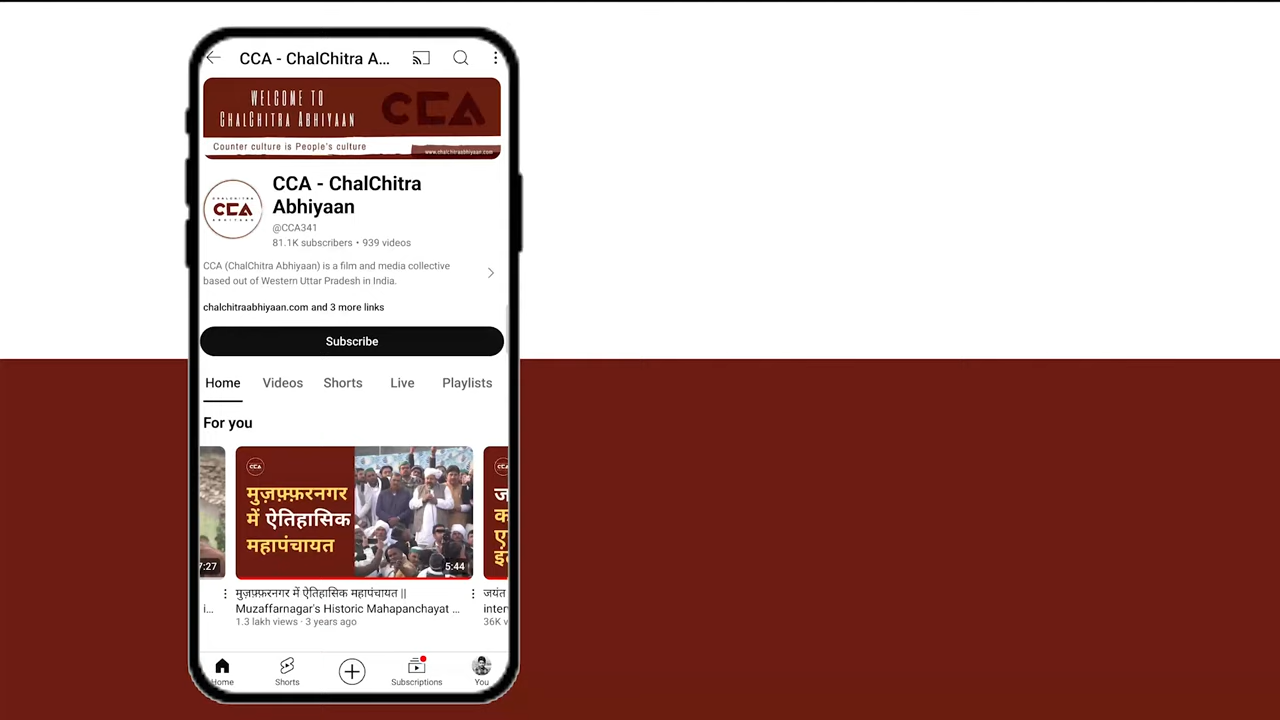 CCA - ChalChitra A...
WELCOME TO
CHALCHITRA ABHIYAAN
CCA
Counter culture is People's culture
www.chalchitraabhiyaan.com
CHALCHITRA
CCA
ABHIYAAN
CCA - ChalChitra
Abhiyaan
@CCA341
81.1K subscribers • 939 videos
CCA (ChalChitra Abhiyaan) is a film and media collective
based out of Western Uttar Pradesh in India.
chalchitraabhiyaan.com and 3 more links
Subscribe
Home Videos Shorts Live Playlists
For you
CCA
मुज़फ़्फ़रनगर
में ऐतिहासिक
महापंचायत
7:27
5:44
i...
मुज़फ़्फ़रनगर में ऐतिहासिक महापंचायत ||
Muzaffarnagar's Historic Mahapanchayat ...
1.3 lakh views · 3 years ago
जयंत
inter
36K v
Home Shorts Subscriptions You